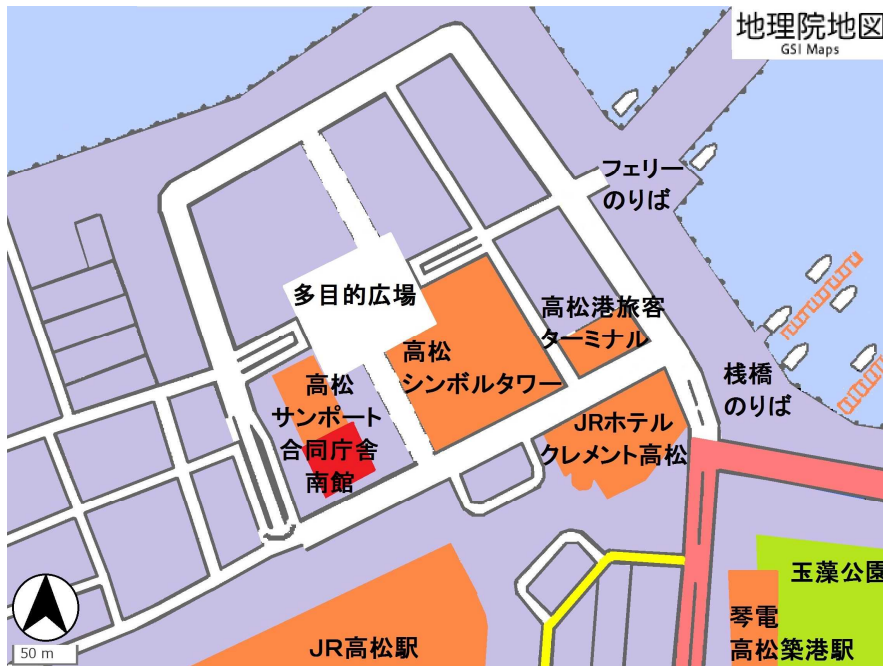 地理院地図
GSI Maps
フェリー
のりば
多目的広場
高松港旅客
ターミナル
高松
シンボルタワー
高松
サンポート
合同庁舎
南館
桟橋
のりば
JRホテル
クレメント高松
玉藻公園
琴電
高松築港駅
JR高松駅
50 m